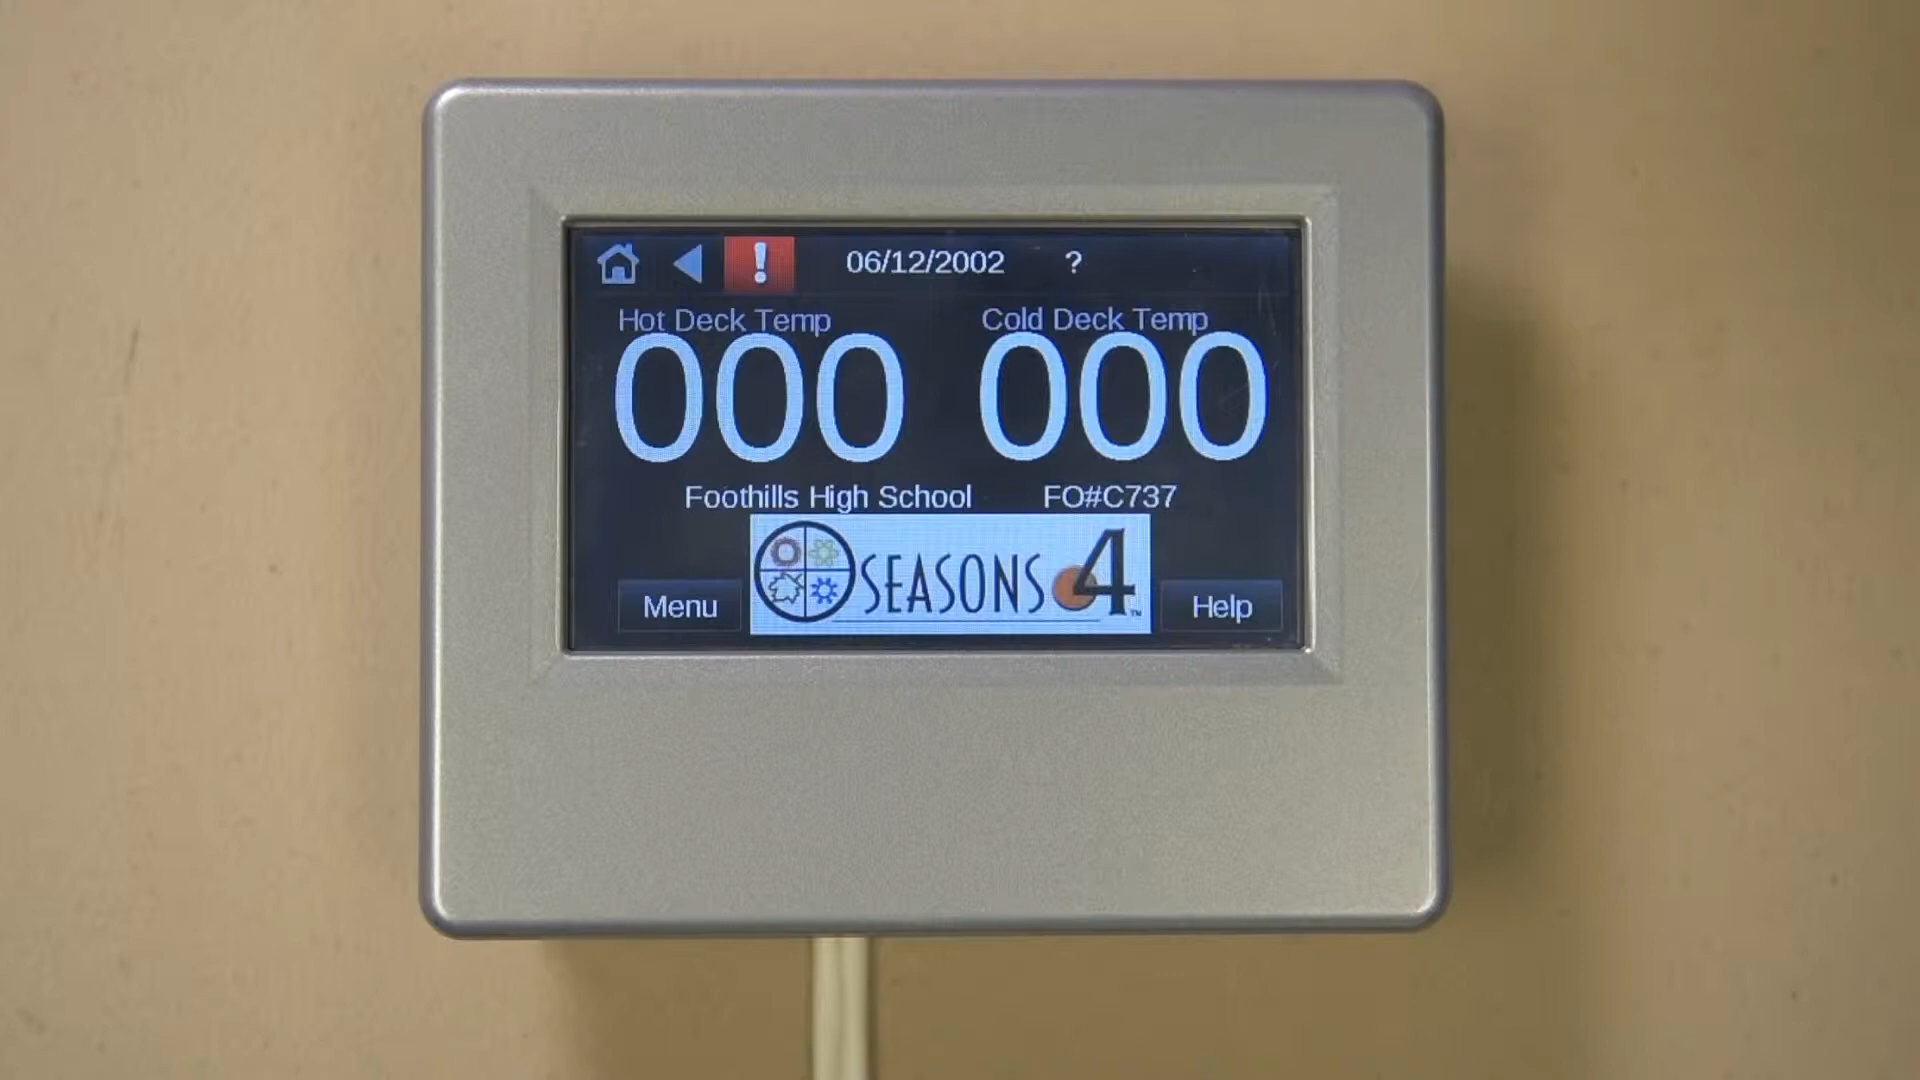 ! 06/12/2002 ?
Hot Deck Temp Cold Deck Temp
000 000
Foothills High School FO#C737
SEASONS 4™
Menu Help